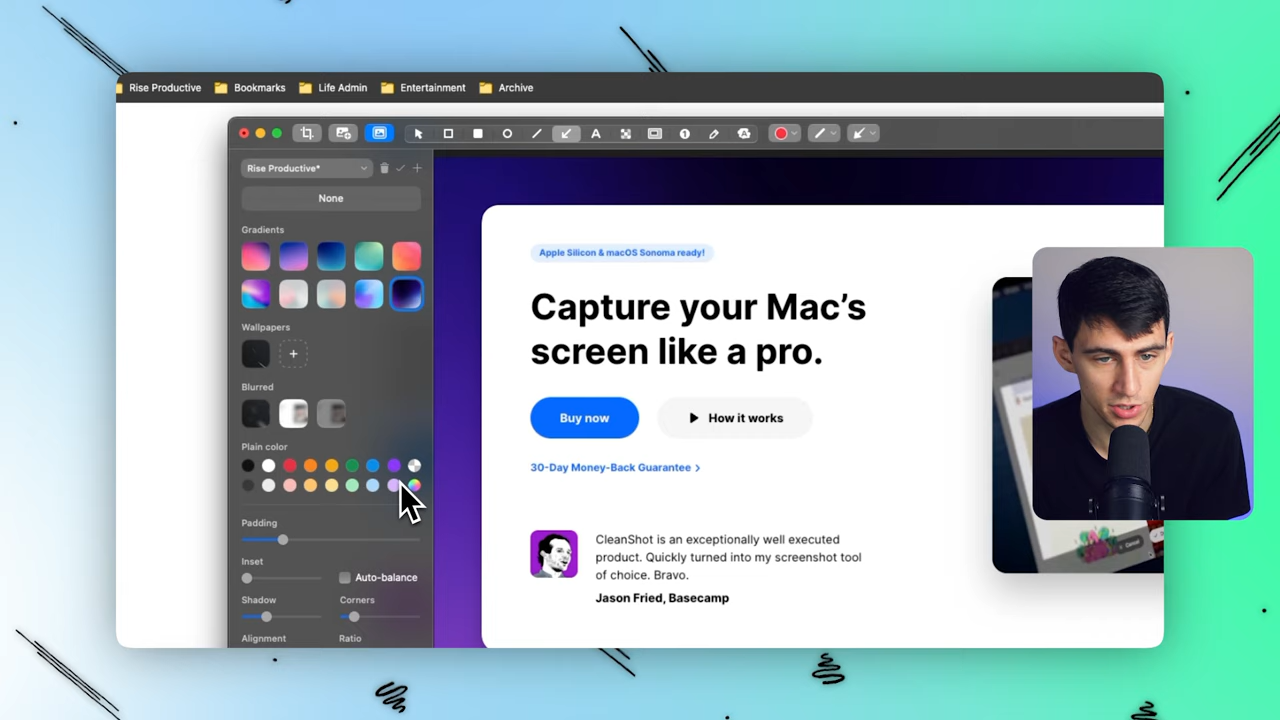 Rise Productive Bookmarks Life Admin Entertainment Archive
Rise Productive*
None
Gradients
Wallpapers
Blurred
Plain color
Padding
Inset
Auto-balance
Shadow Corners
Alignment Ratio
Apple Silicon & macOS Sonoma ready!
Capture your Mac’s
screen like a pro.
Buy now How it works
30-Day Money-Back Guarantee >
CleanShot is an exceptionally well executed
product. Quickly turned into my screenshot tool
of choice. Bravo.
Jason Fried, Basecamp